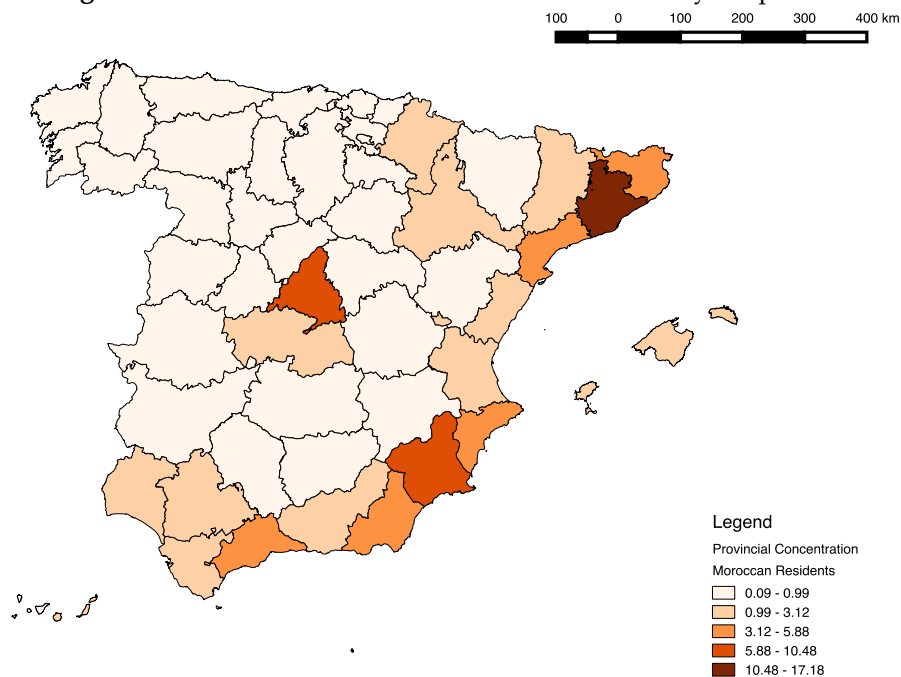 100 0 100 200 300 400 km
Legend
Provincial Concentration
Moroccan Residents
0.09 - 0.99
0.99 - 3.12
3.12 - 5.88
5.88 - 10.48
10.48 - 17.18